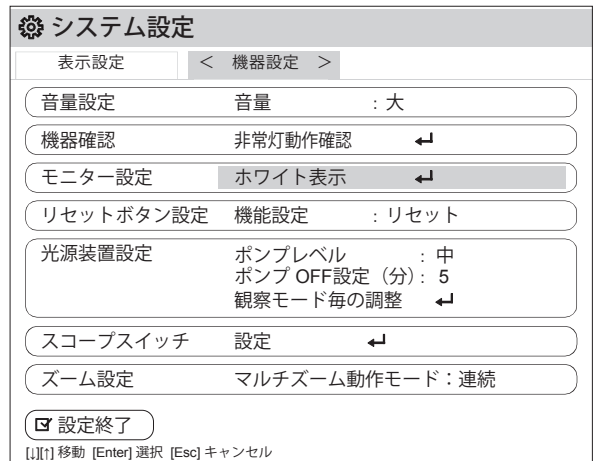 システム設定
表示設定 < 機器設定 >
音量設定 音量 : 大
機器確認 非常灯動作確認 ↵
モニター設定 ホワイト表示 ↵
リセットボタン設定 機能設定 : リセット
光源装置設定 ポンプレベル : 中
ポンプ OFF設定（分）: 5
観察モード毎の調整 ↵
スコープスイッチ 設定 ↵
ズーム設定 マルチズーム動作モード：連続
設定終了
[↓][↑] 移動 [Enter] 選択 [Esc] キャンセル